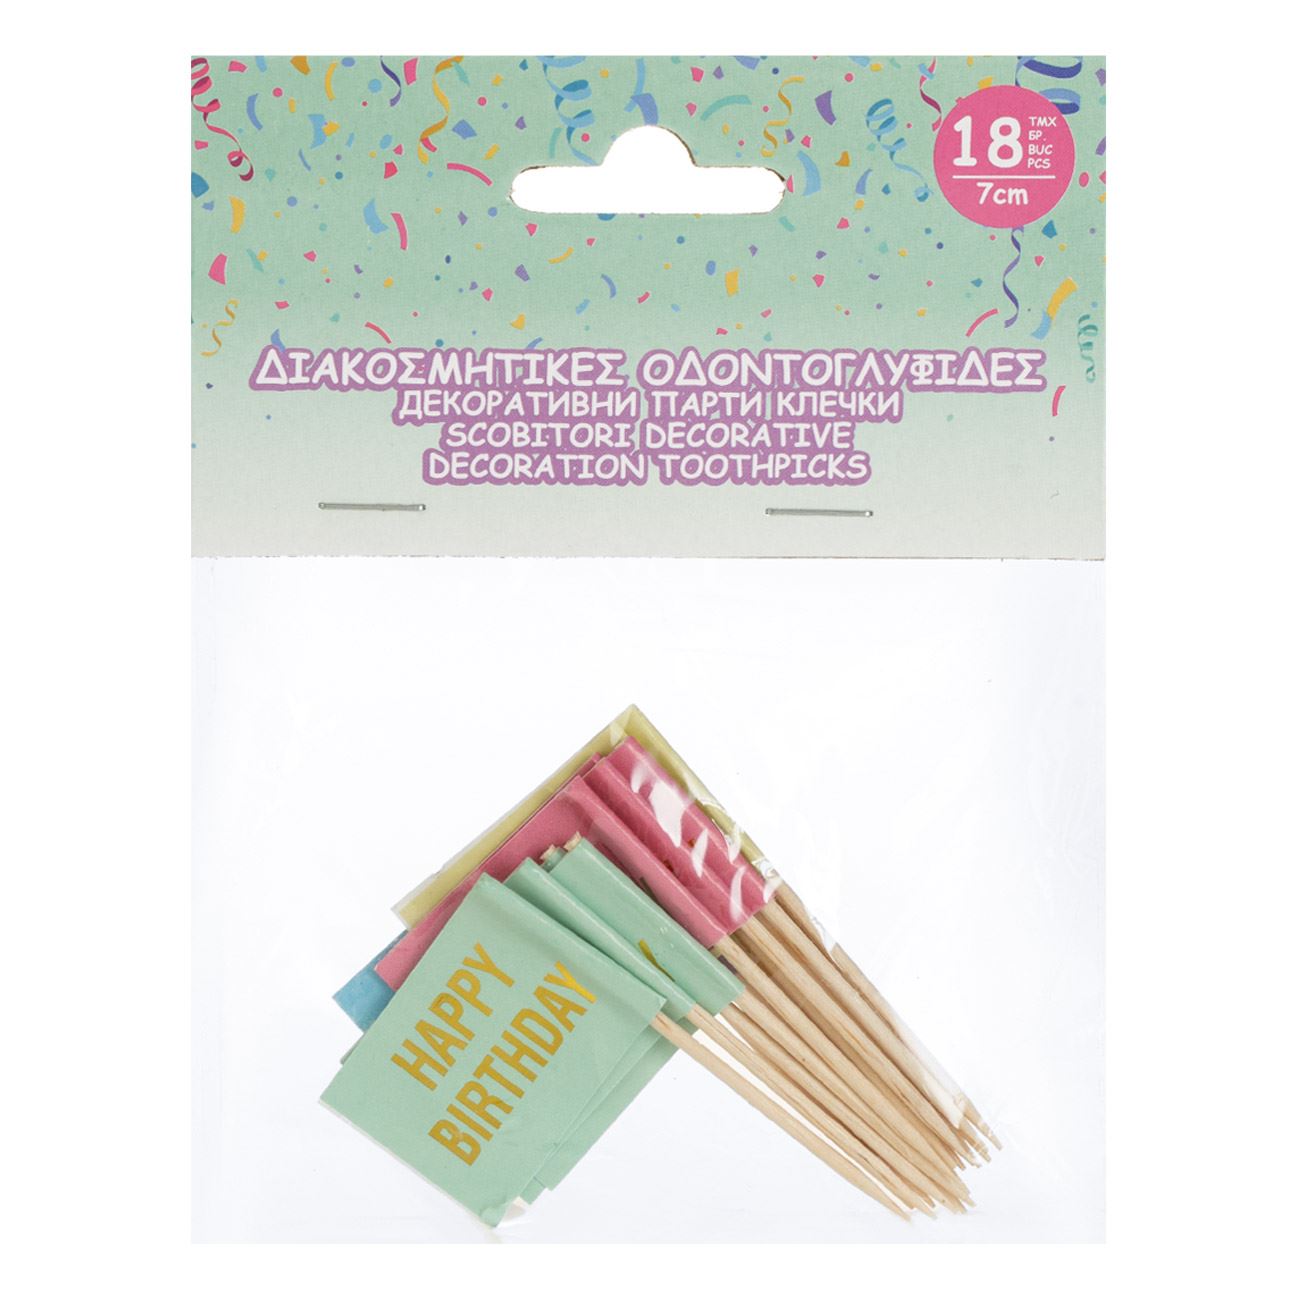 18 ΤΜΧ
БР.
BUC
PCS
7cm
ΔΙΑΚΟΣΜΗΤΙΚΕΣ ΟΔΟΝΤΟΓΛΥΦΙΔΕΣ
ДЕКОРАТИВНИ ПАРТИ КЛЕЧКИ
SCOBITORI DECORATIVE
DECORATION TOOTHPICKS
HAPPY
BIRTHDAY